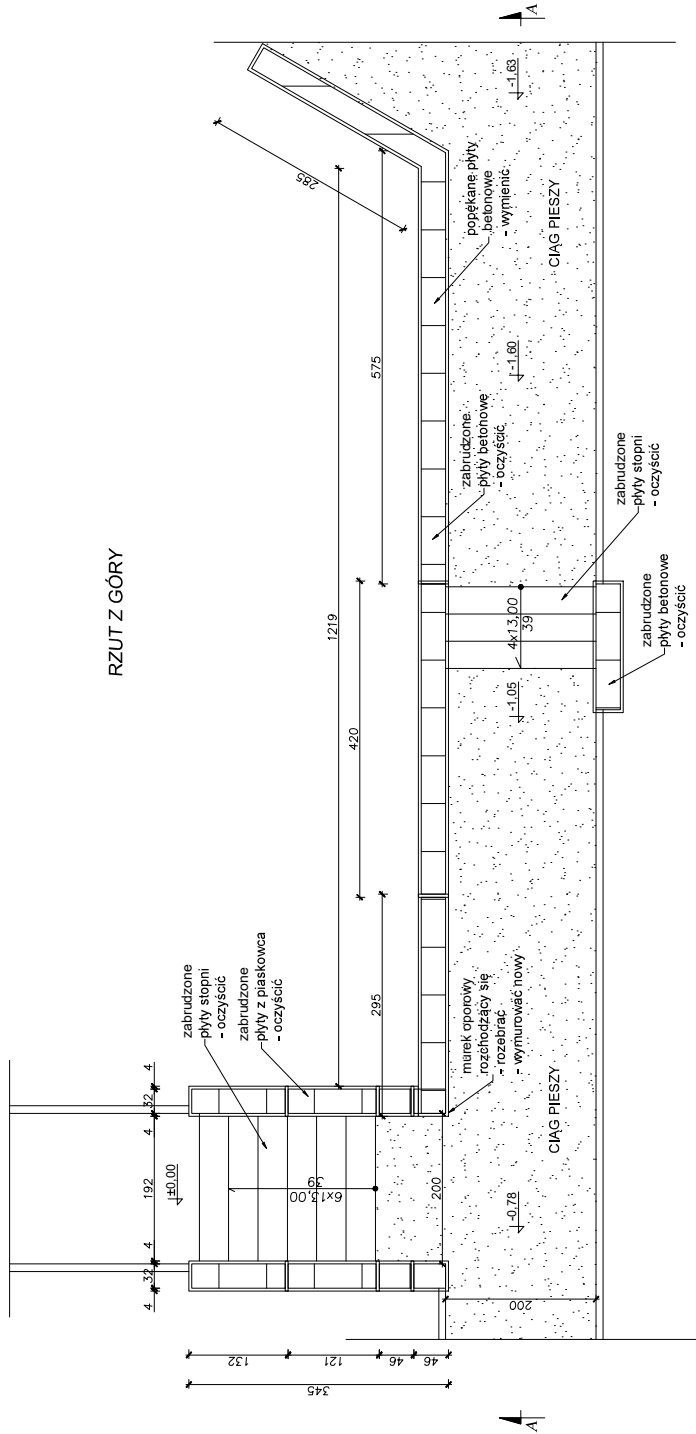 RZUT Z GÓRY
A
A
4
32
4
192
4
32
4
±0,00
zabrudzone
płyty stopni
- oczyścić
zabrudzone
płyty z piaskowca
- oczyścić
6x13,00
39
132
121
46
46
345
200
200
-0,78
CIĄG PIESZY
murek oporowy
rozchodzący się
- rozebrać
- wymurować nowy
295
420
1219
575
285
zabrudzone
płyty betonowe
- oczyścić
popękane płyty
betonowe
- wymienić
-1,05
4x13,00
39
-1,60
CIĄG PIESZY
-1,63
zabrudzone
płyty stopni
- oczyścić
zabrudzone
płyty betonowe
- oczyścić